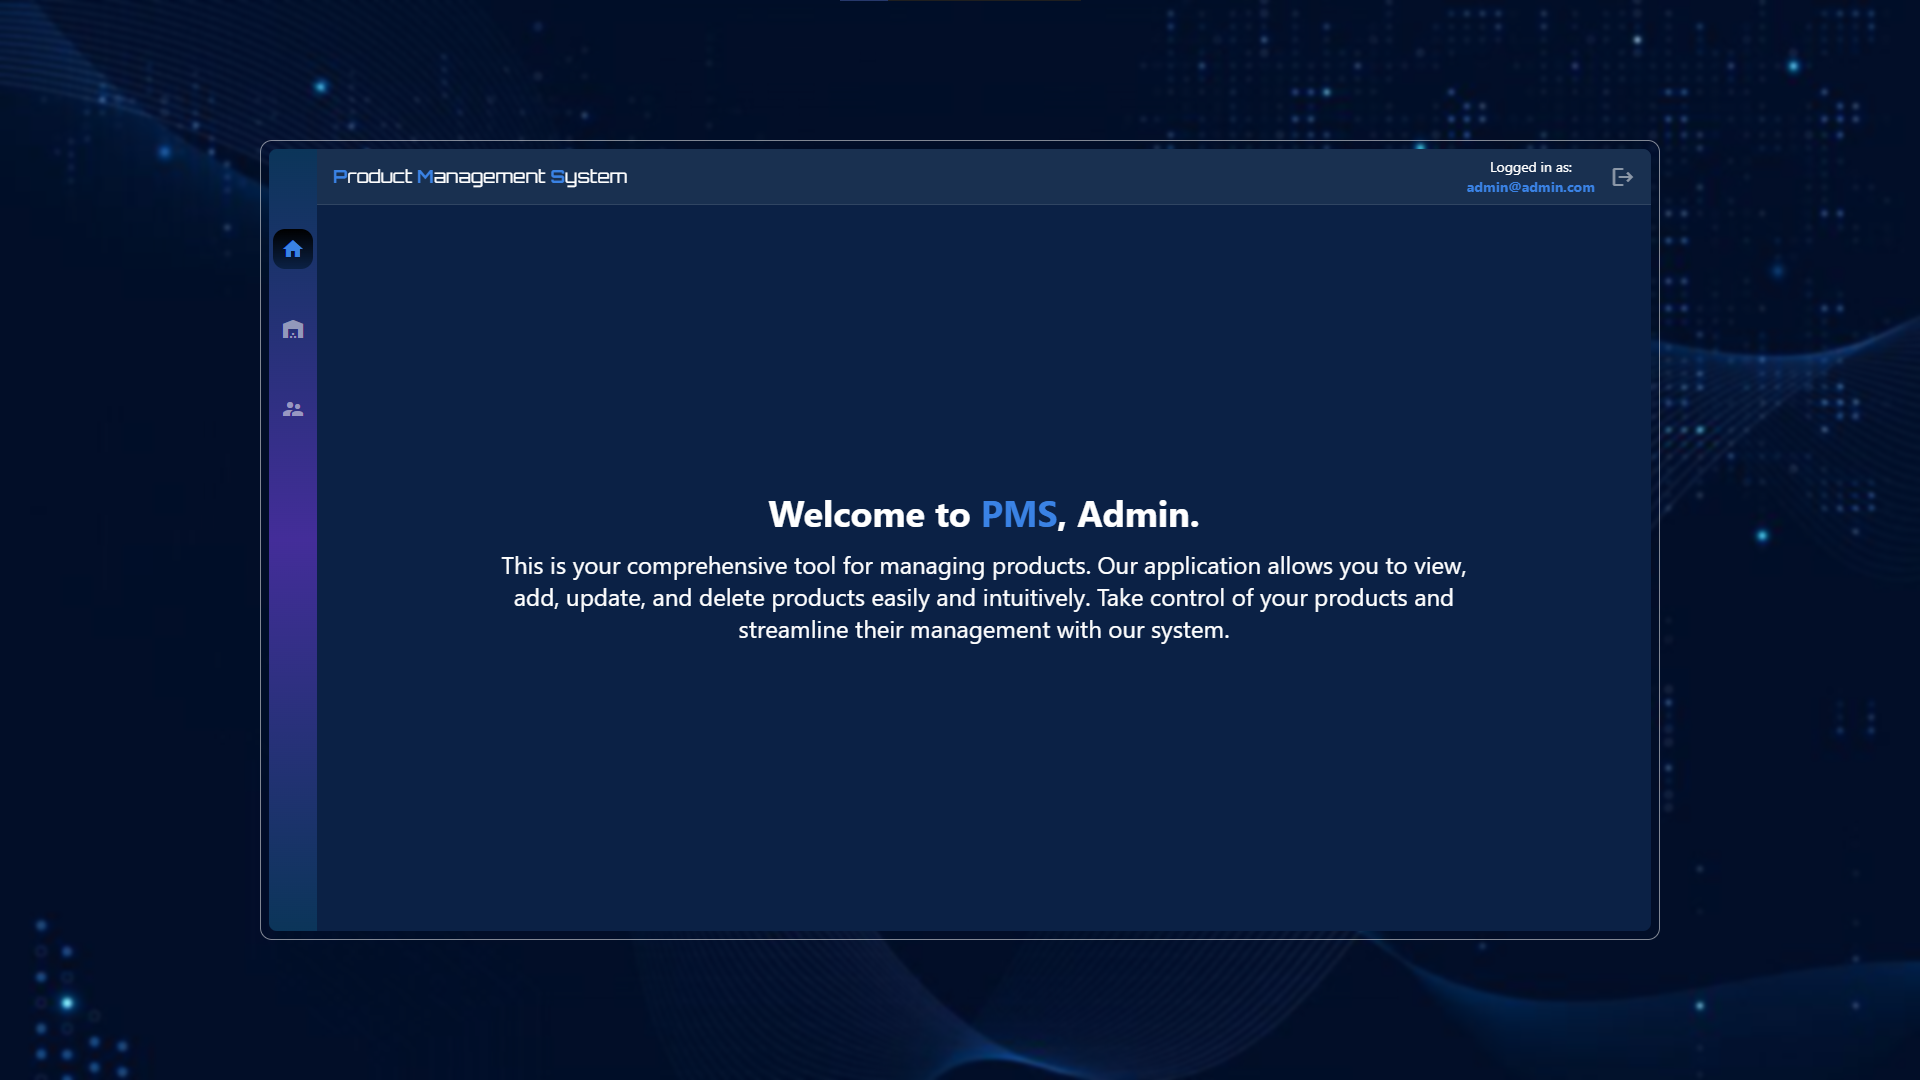 Product Management System
Logged in as:
admin@admin.com
Welcome to PMS, Admin.
This is your comprehensive tool for managing products. Our application allows you to view,
add, update, and delete products easily and intuitively. Take control of your products and
streamline their management with our system.